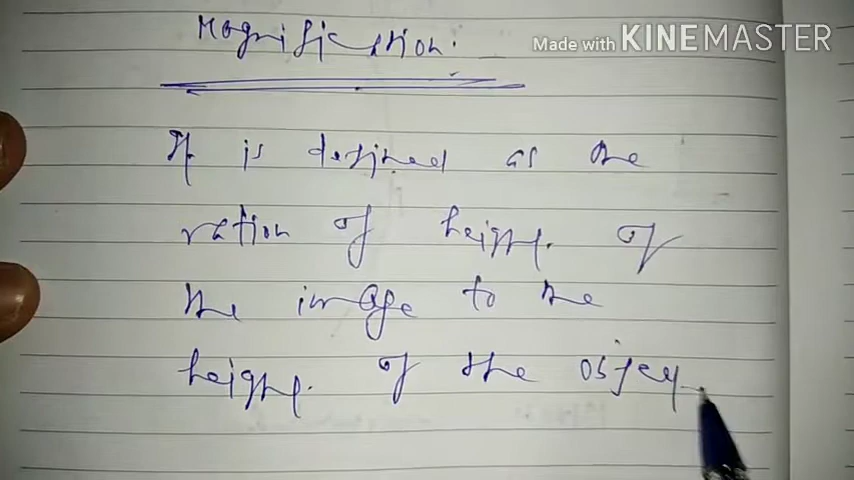 Made with KINEMASTER
Magnification.
It is defined as the
ration of height. of
the image to the
height. of the object